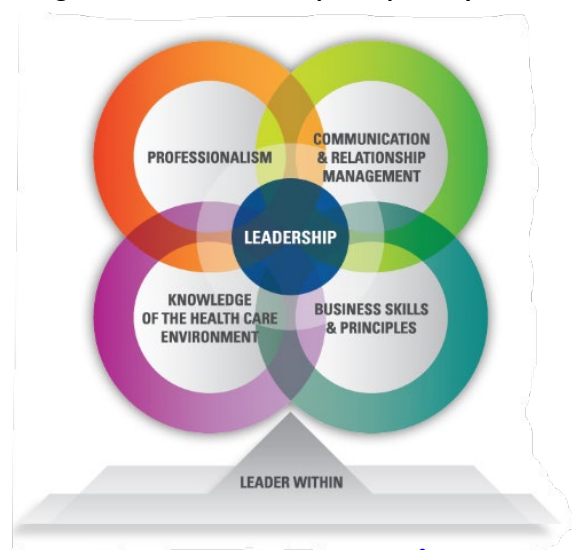 PROFESSIONALISM
COMMUNICATION
& RELATIONSHIP
MANAGEMENT
LEADERSHIP
KNOWLEDGE
OF THE HEALTH CARE
ENVIRONMENT
BUSINESS SKILLS
& PRINCIPLES
LEADER WITHIN